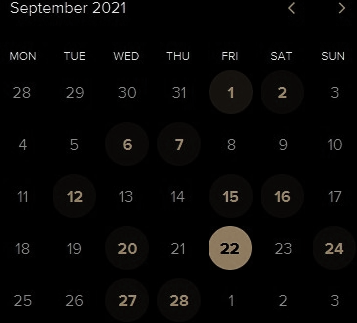 September 2021
MON TUE WED THU FRI SAT SUN
28 29 30 31 1 2 3
4 5 6 7 8 9 10
11 12 13 14 15 16 17
18 19 20 21 22 23 24
25 26 27 28 1 2 3